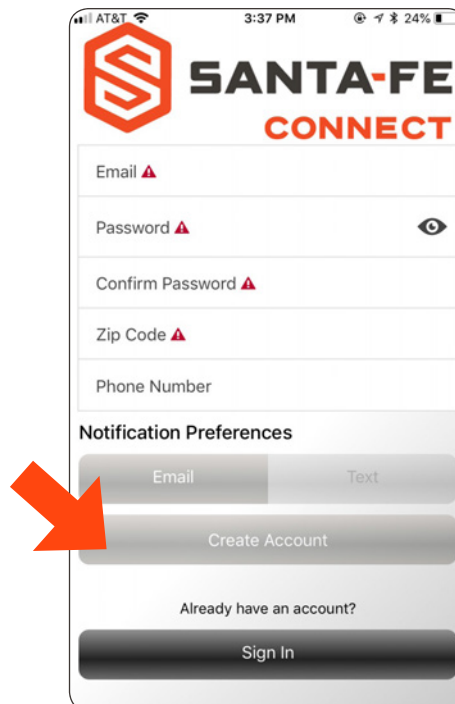 AT&T 3:37 PM 24%
SANTA-FE
CONNECT
Email
Password
Confirm Password
Zip Code
Phone Number
Notification Preferences
Email Text
Create Account
Already have an account?
Sign In